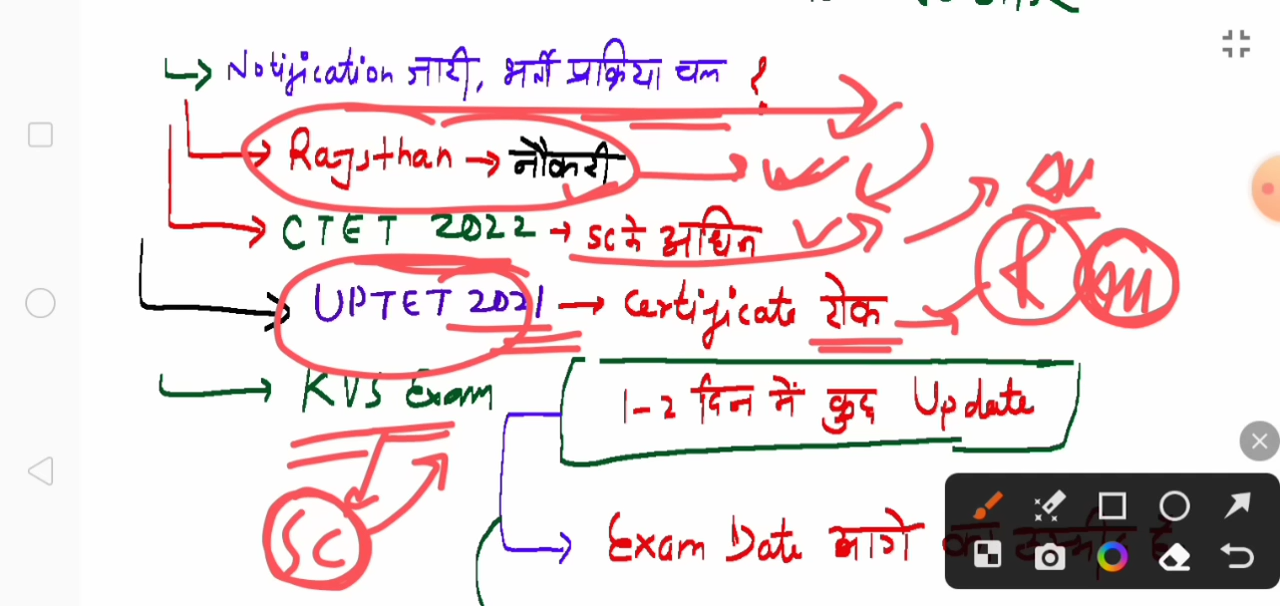 Notification जारी, भर्ती प्रक्रिया चल ?
Rajsthan → नौकरी
CTET 2022 → SC मे अधिन
UPTET 2021 → Certificate रोक
KVS Exam
1-2 दिन में कुछ Update
SC
Exam Date आगे